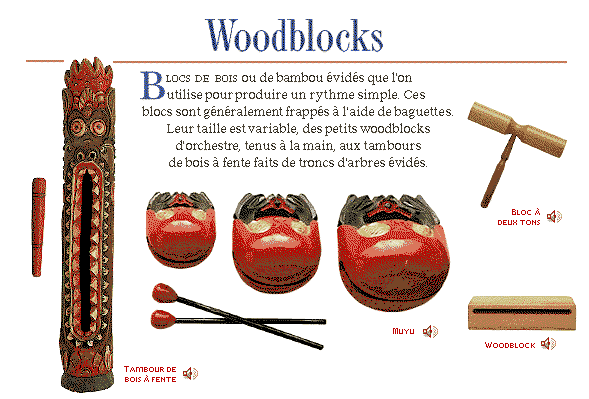 Woodblocks
BLOCS DE BOIS ou de bambou évidés que l'on
utilise pour produire un rythme simple. Ces
blocs sont généralement frappés à l'aide de baguettes.
Leur taille est variable, des petits woodblocks
d'orchestre, tenus à la main, aux tambours
de bois à fente faits de troncs d'arbres évidés.
BLOC À
DEUX TONS
MUYU
WOODBLOCK
TAMBOUR DE
BOIS À FENTE